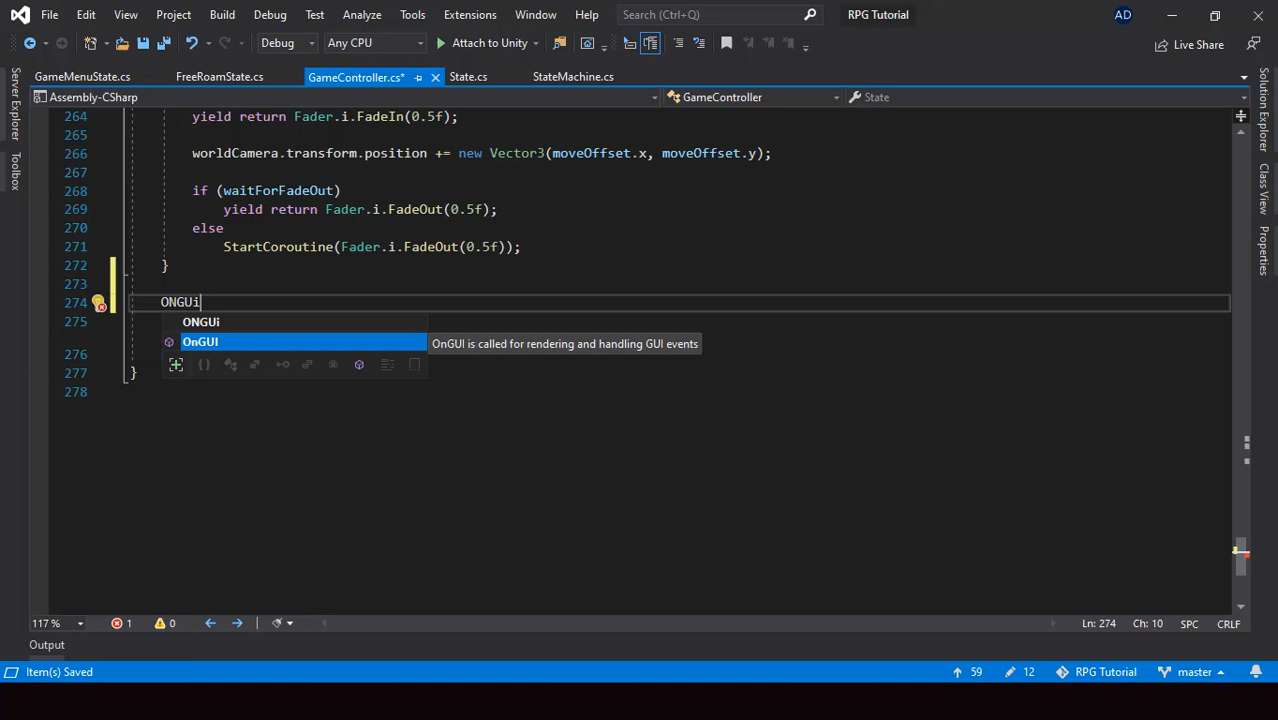 File Edit View Project Build Debug Test Analyze Tools Extensions Window Help Search (Ctrl+Q) RPG Tutorial AD
Debug Any CPU Attach to Unity Live Share
GameMenuState.cs FreeRoamState.cs GameController.cs* State.cs StateMachine.cs
Assembly-CSharp GameController State
Server Explorer
Toolbox
Solution Explorer
Class View
Properties
264 yield return Fader.i.FadeIn(0.5f);
265
266 worldCamera.transform.position += new Vector3(moveOffset.x, moveOffset.y);
267
268 if (waitForFadeOut)
269 yield return Fader.i.FadeOut(0.5f);
270 else
271 StartCoroutine(Fader.i.FadeOut(0.5f));
272 }
273
274 ONGUi
275 ONGUi
OnGUI OnGUI is called for rendering and handling GUI events
276
277 }
278
117 % 1 0 Ln: 274 Ch: 10 SPC CRLF
Output
Item(s) Saved 59 12 RPG Tutorial master